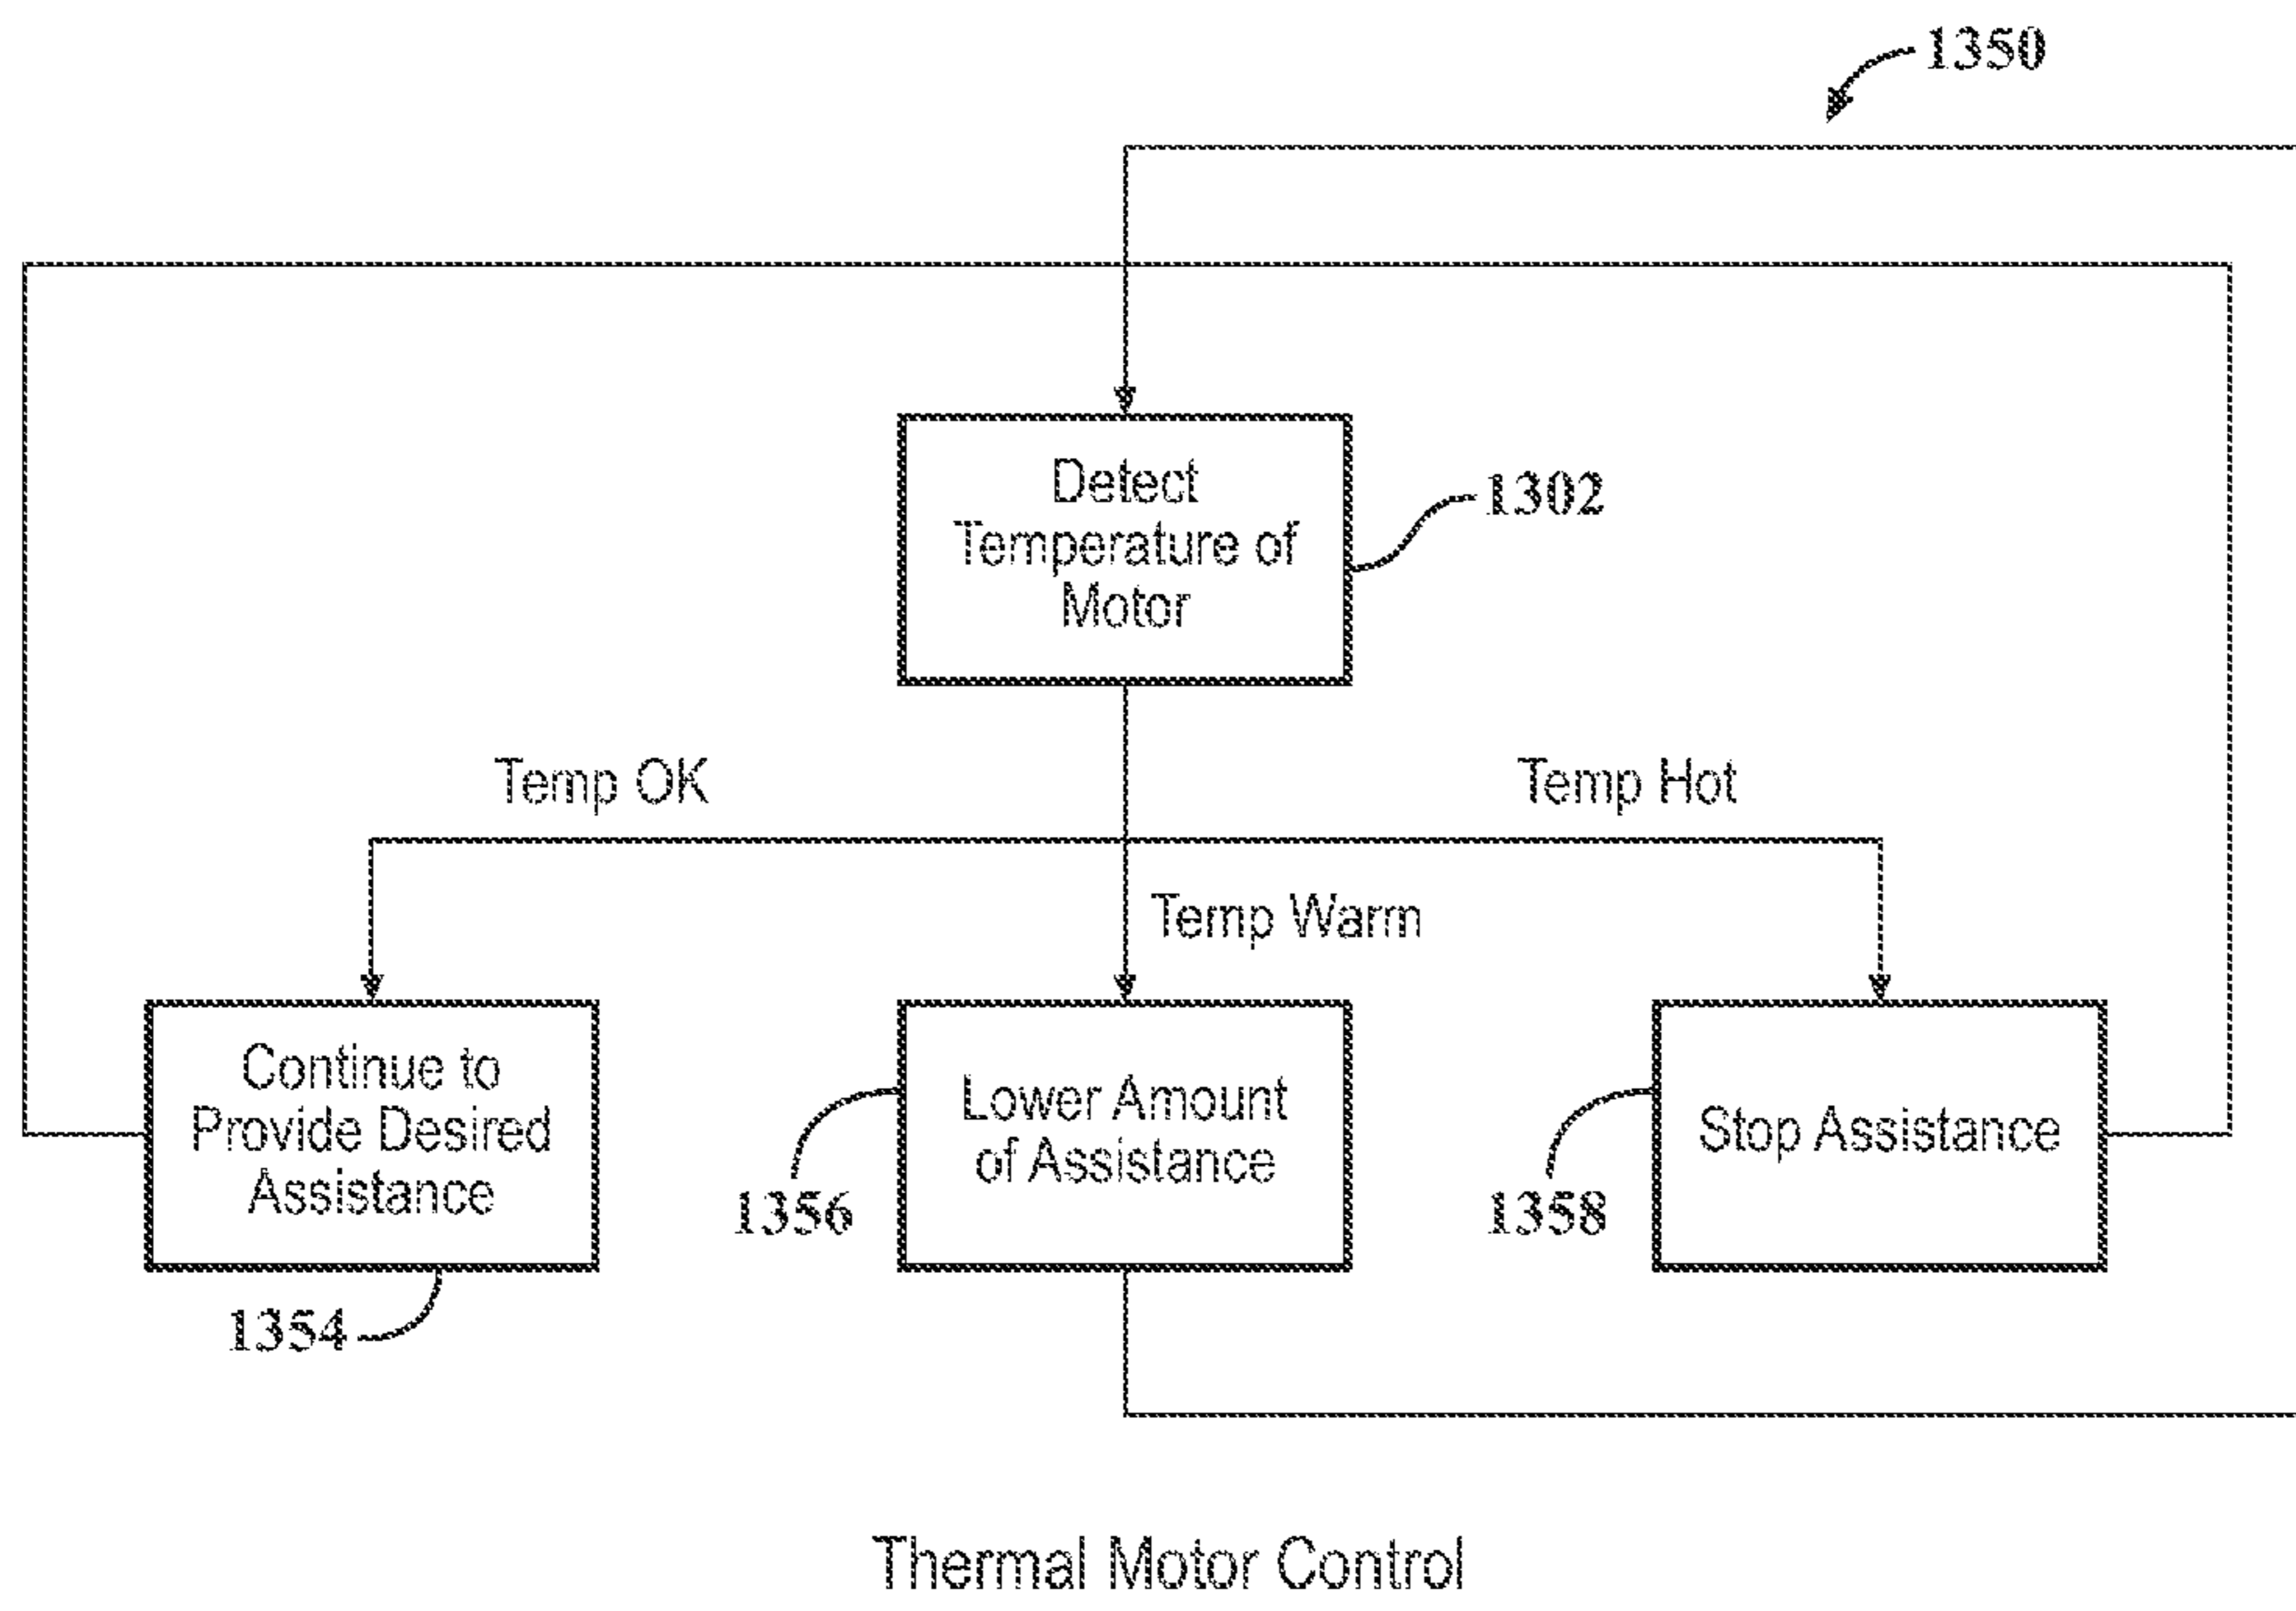 1350
Detect
Temperature of
Motor
1302
Temp OK
Temp Hot
Temp Warm
Continue to
Provide Desired
Assistance
1354
Lower Amount
of Assistance
1356
Stop Assistance
1358
Thermal Motor Control